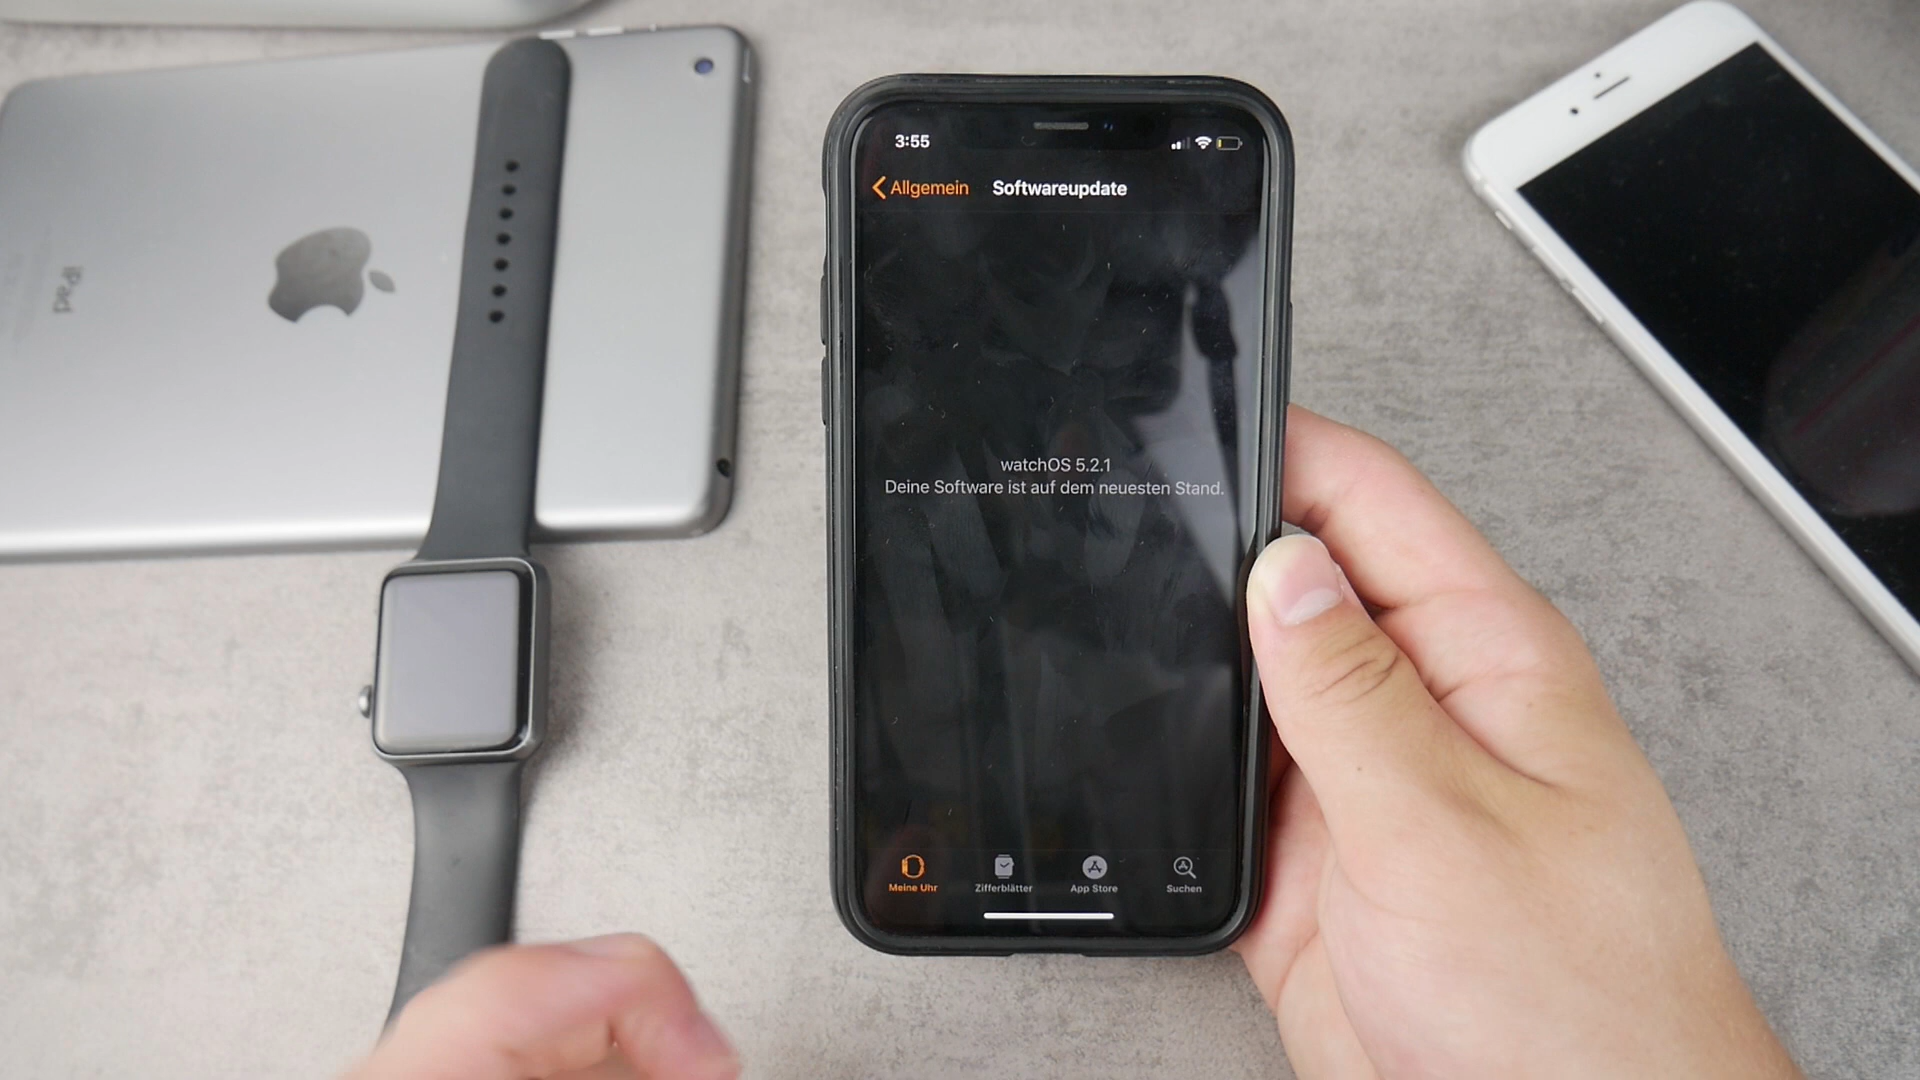 iPad
3:55
Allgemein Softwareupdate
watchOS 5.2.1
Deine Software ist auf dem neuesten Stand.
Meine Uhr Zifferblätter App Store Suchen